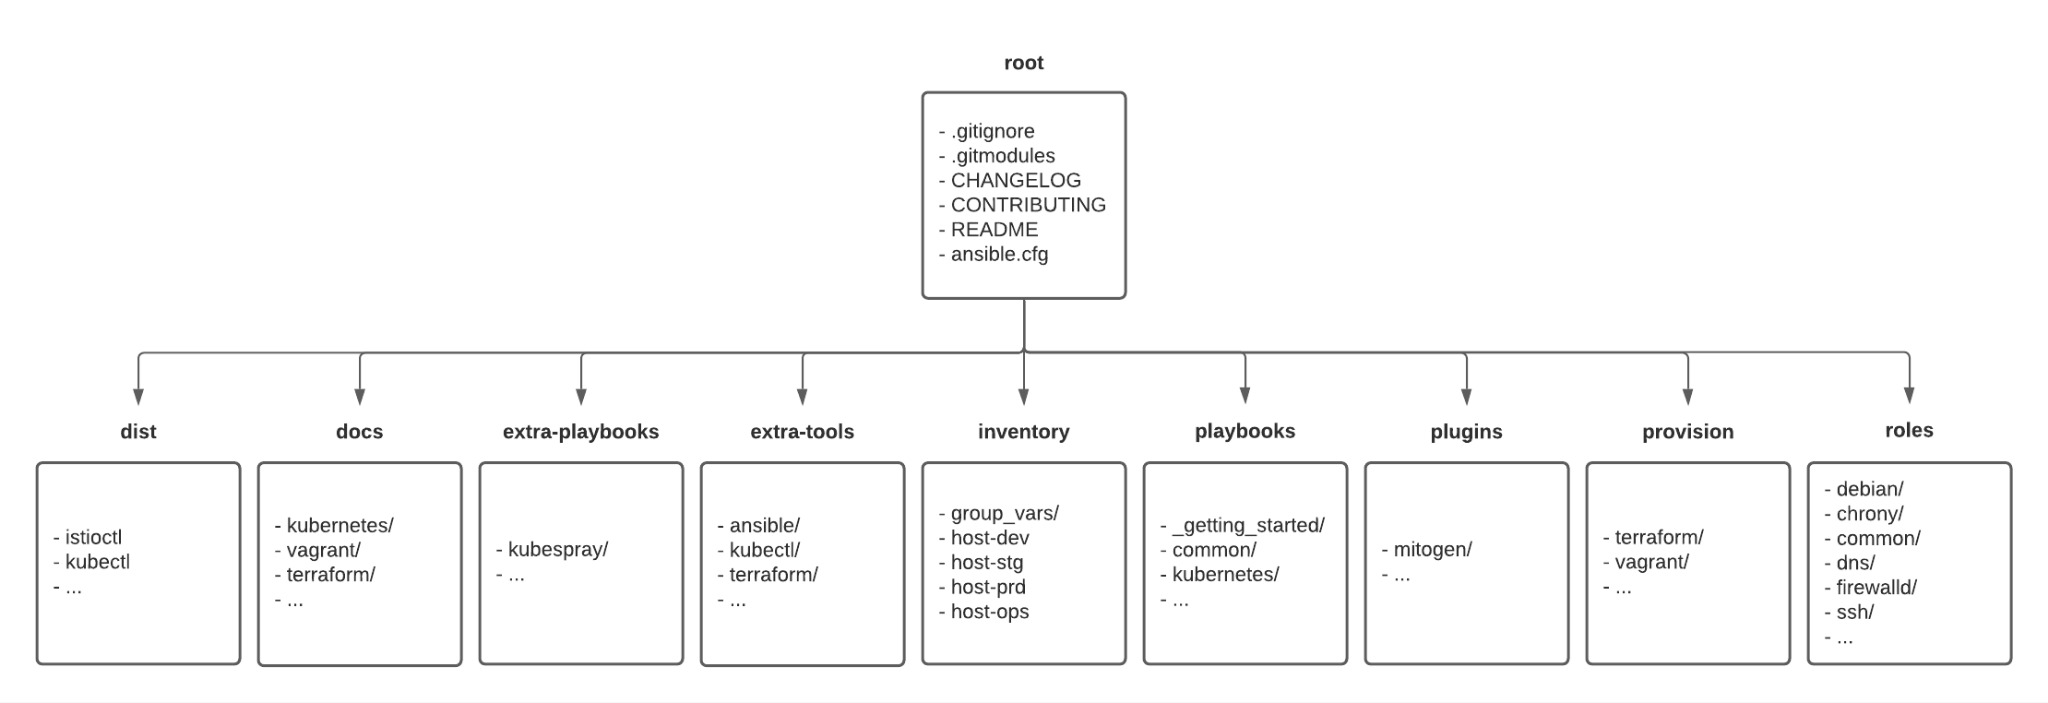 root
- .gitignore
- .gitmodules
- CHANGELOG
- CONTRIBUTING
- README
- ansible.cfg
dist
- istioctl
- kubectl
- ...
docs
- kubernetes/
- vagrant/
- terraform/
- ...
extra-playbooks
- kubespray/
- ...
extra-tools
- ansible/
- kubectl/
- terraform/
- ...
inventory
- group_vars/
- host-dev
- host-stg
- host-prd
- host-ops
playbooks
- _getting_started/
- common/
- kubernetes/
- ...
plugins
- mitogen/
- ...
provision
- terraform/
- vagrant/
- ...
roles
- debian/
- chrony/
- common/
- dns/
- firewalld/
- ssh/
- ...